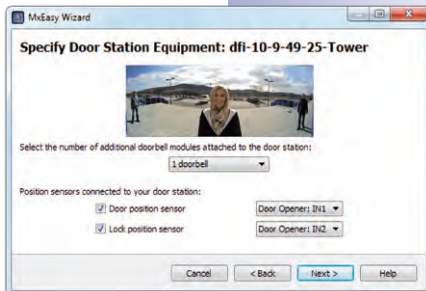 MxEasy Wizard
Specify Door Station Equipment: dfi-10-9-49-25-Tower
Select the number of additional doorbell modules attached to the door station:
1 doorbell
Position sensors connected to your door station:
Door position sensor Door Opener: IN1
Lock position sensor Door Opener: IN2
Cancel < Back Next > Help